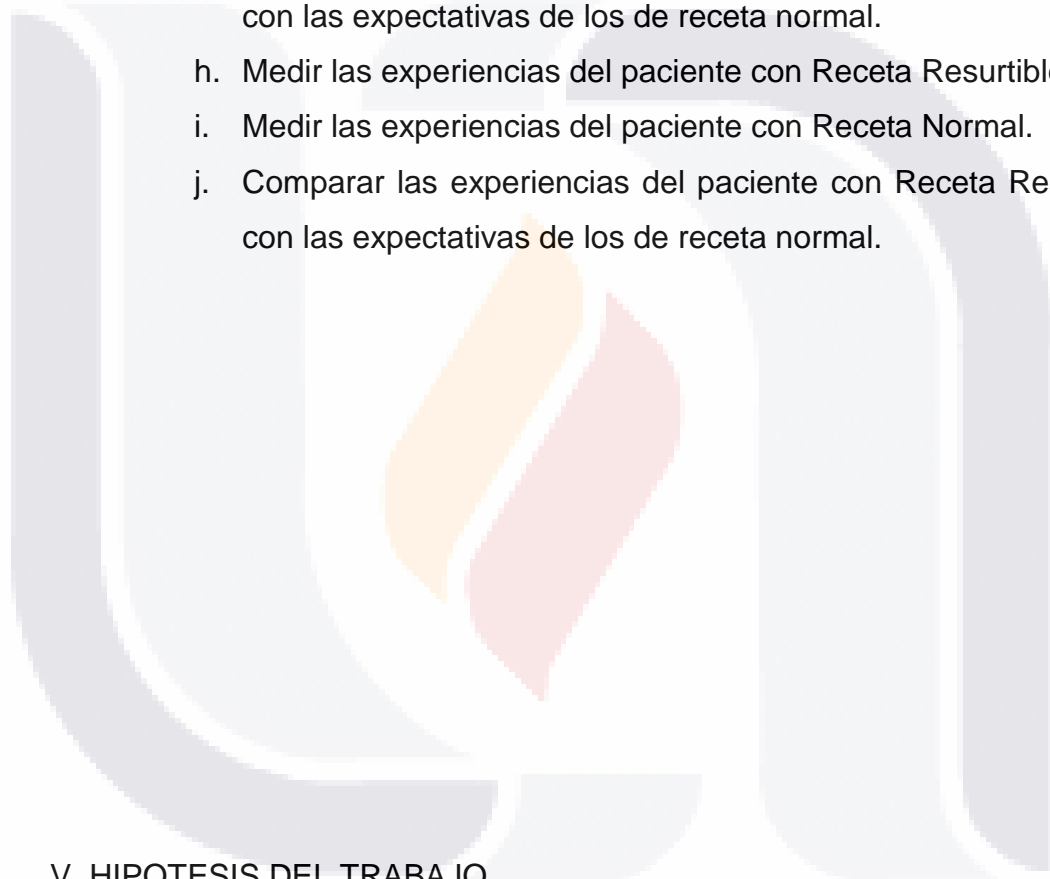 con las expectativas de los de receta normal.
h. Medir las experiencias del paciente con Receta Resurtible
i. Medir las experiencias del paciente con Receta Normal.
j. Comparar las experiencias del paciente con Receta Re
con las expectativas de los de receta normal.
V. HIPOTESIS DEL TRABAJO